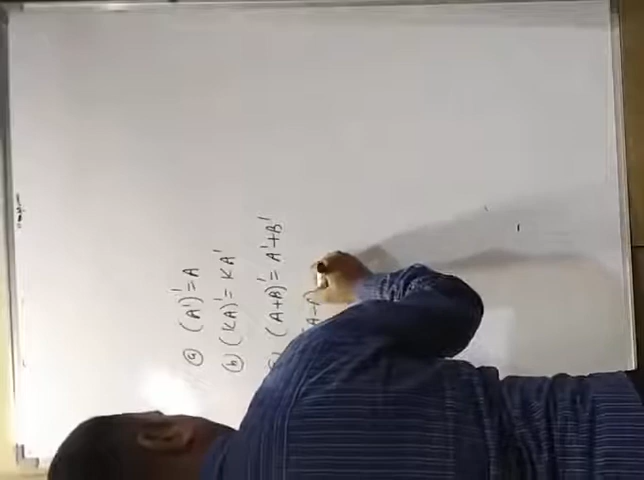 ⓐ (A')' = A
ⓑ (KA)' = KA'
(A+B)' = A'+B'
(A-